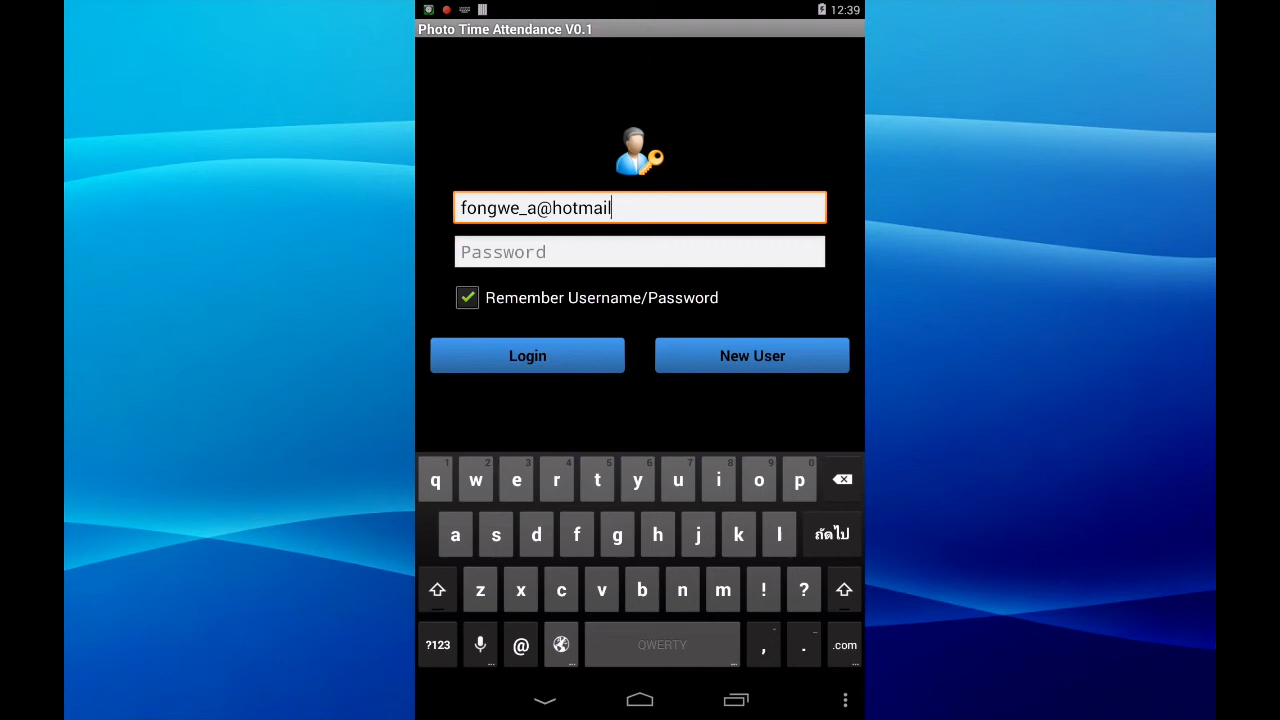 12:39
Photo Time Attendance V0.1
fongwe_a@hotmail
Password
Remember Username/Password
Login New User
1 2 3 4 5 6 7 8 9 0
q w e r t y u i o p
a s d f g h j k l ถัดไป
z x c v b n m ! ?
?123 @ QWERTY , . .com